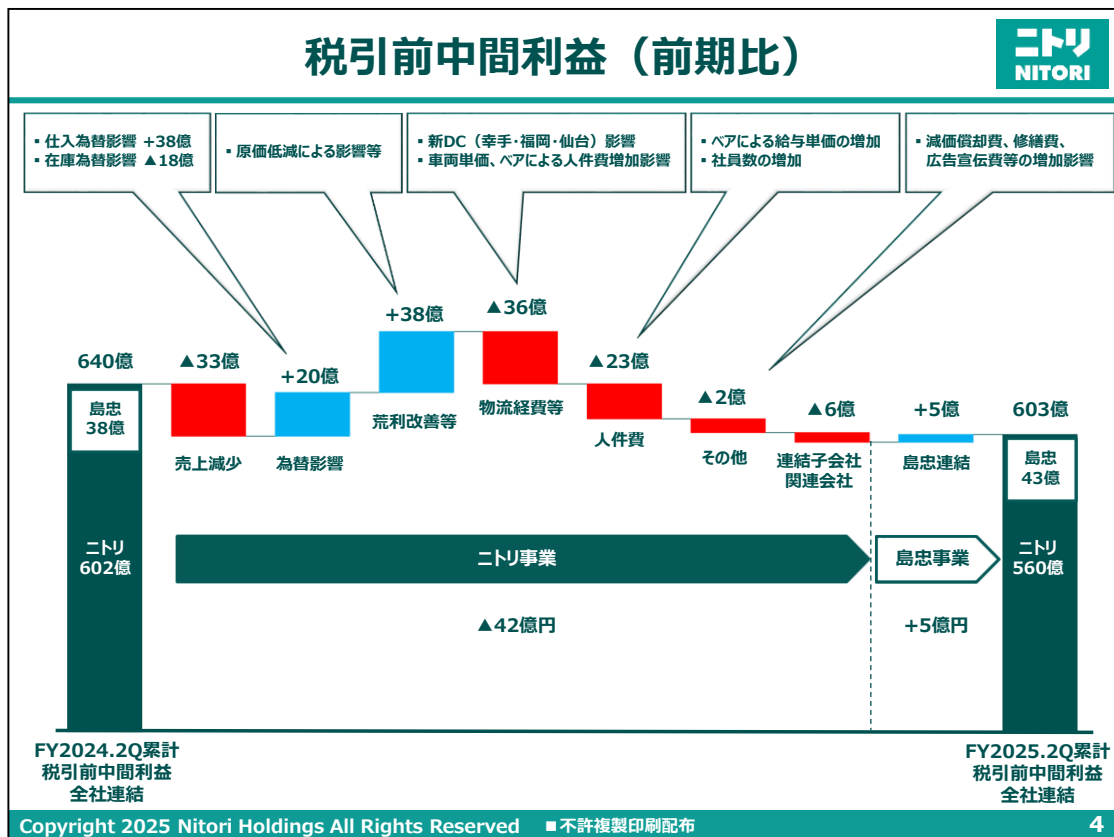 税引前中間利益（前期比）
ニトリ
NITORI
▪ 仕入為替影響 +38億
▪ 在庫為替影響 ▲18億
▪ 原価低減による影響等
▪ 新DC（幸手・福岡・仙台）影響
▪ 車両単価、ベアによる人件費増加影響
▪ ベアによる給与単価の増加
▪ 社員数の増加
▪ 減価償却費、修繕費、
広告宣伝費等の増加影響
640億
▲33億
+20億
+38億
▲36億
▲23億
▲2億
▲6億
+5億
603億
島忠
38億
売上減少
為替影響
荒利改善等
物流経費等
人件費
その他
連結子会社
関連会社
島忠連結
島忠
43億
ニトリ
602億
ニトリ事業
島忠事業
ニトリ
560億
▲42億円
+5億円
FY2024.2Q累計
税引前中間利益
全社連結
FY2025.2Q累計
税引前中間利益
全社連結
Copyright 2025 Nitori Holdings All Rights Reserved ■不許複製印刷配布
4